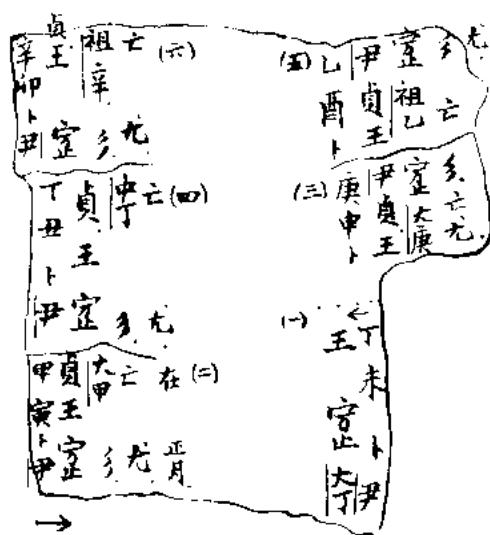 (六)
辛卯卜尹
貞王賓
祖辛彡
亡尤
(五)
乙酉卜
尹貞王
賓祖乙
彡亡
尤
(四)
丁丑卜尹
貞王賓
中丁彡
亡尤
(三)
庚申卜
尹貞王
賓大庚
彡亡尤
(二)
甲寅卜尹
貞王賓
大甲彡
亡尤
在正月
(一)
丁未卜尹
王賓大丁